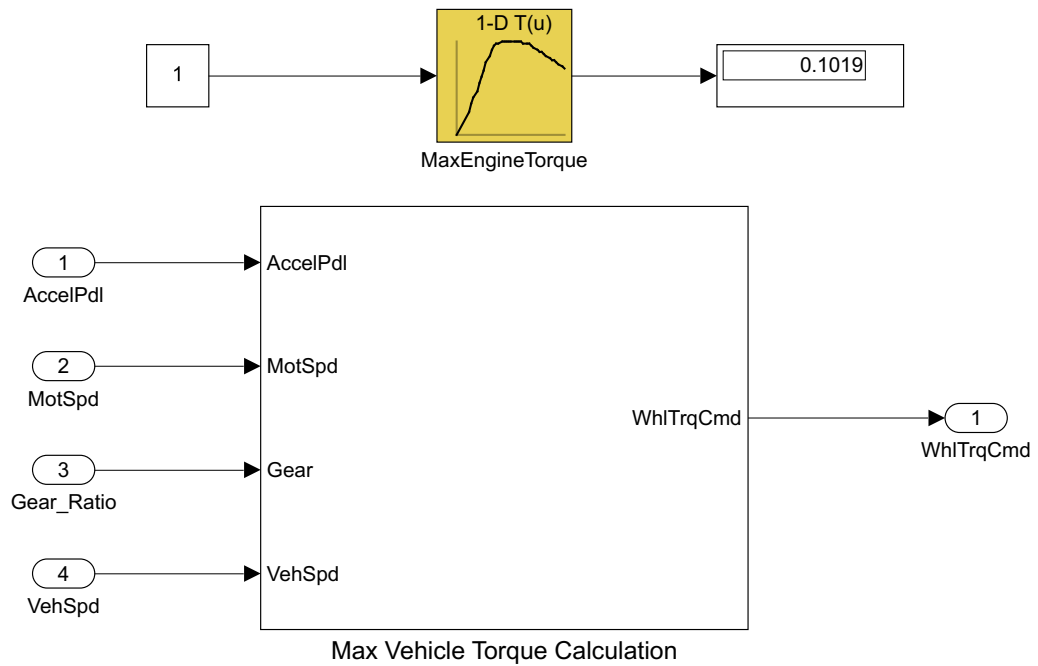 1-D T(u)
1
0.1019
MaxEngineTorque
1
AccelPdl
AccelPdl
2
MotSpd
MotSpd
WhlTrqCmd
1
WhlTrqCmd
3
Gear
Gear_Ratio
4
VehSpd
VehSpd
Max Vehicle Torque Calculation